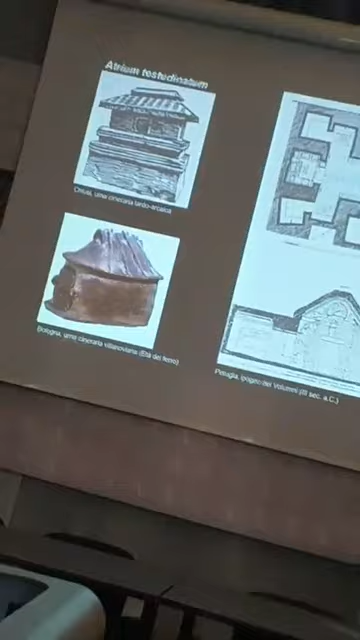 Atrium testudinatum
Chiusi, urna cineraria tardo-arcaica
Bologna, urna cineraria villanoviana (Età del ferro)
Perugia, Ipogeo dei Volumni (III sec. a.C.)